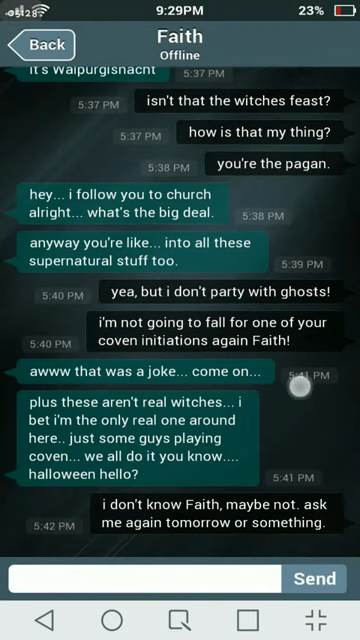 05:28
9:29PM
23%
Back
Faith
Offline
it's Walpurgisnacht
5:37 PM
isn't that the witches feast?
5:37 PM
how is that my thing?
5:37 PM
you're the pagan.
5:38 PM
hey... i follow you to church
alright... what's the big deal.
5:38 PM
anyway you're like... into all these
supernatural stuff too.
5:39 PM
yea, but i don't party with ghosts!
5:40 PM
i'm not going to fall for one of your
coven initiations again Faith!
5:40 PM
awww that was a joke... come on...
5:41 PM
plus these aren't real witches... i
bet i'm the only real one around
here.. just some guys playing
coven... we all do it you know....
halloween hello?
5:41 PM
i don't know Faith, maybe not. ask
me again tomorrow or something.
5:42 PM
Send